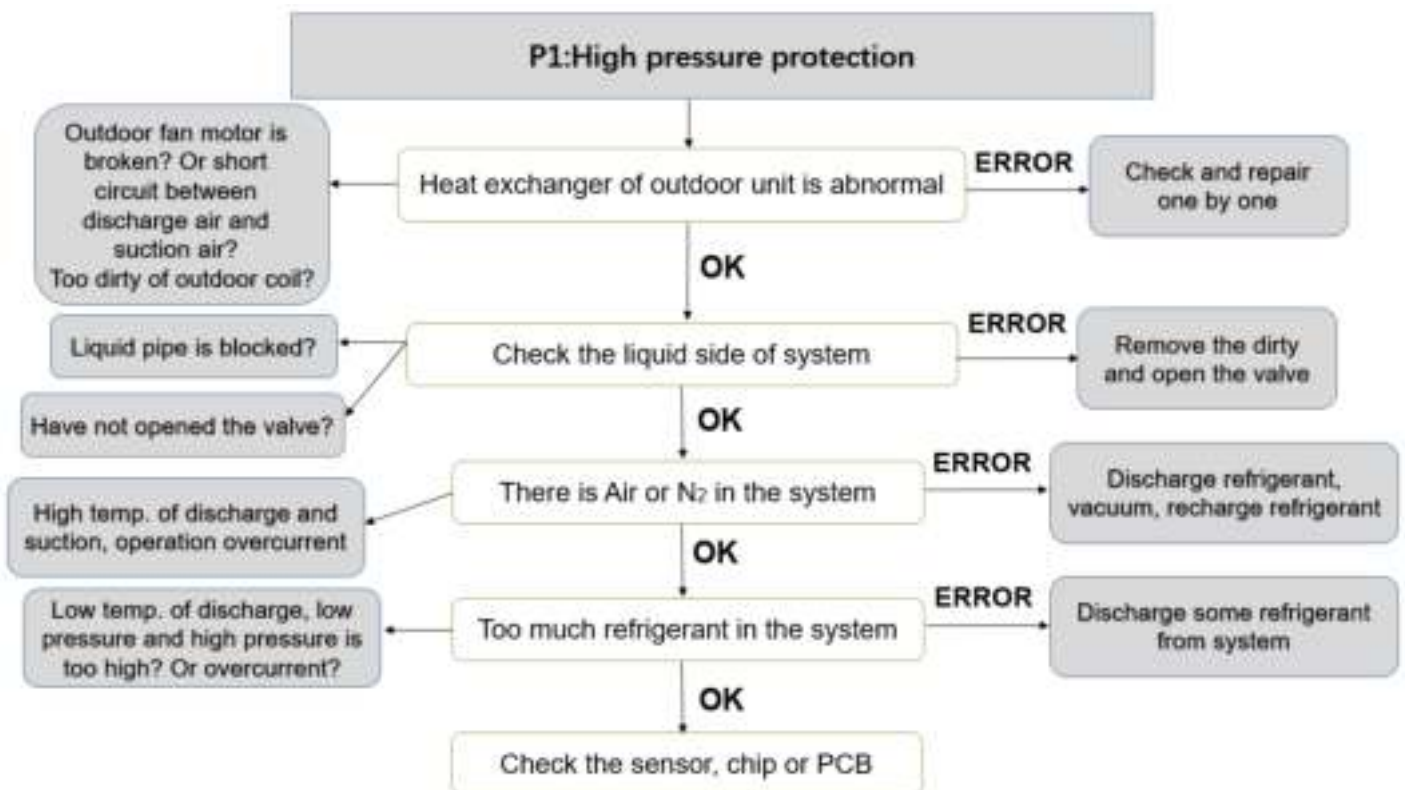 P1:High pressure protection
Outdoor fan motor is
broken? Or short
circuit between
discharge air and
suction air?
Too dirty of outdoor coil?
Heat exchanger of outdoor unit is abnormal
ERROR
Check and repair
one by one
OK
Liquid pipe is blocked?
Have not opened the valve?
Check the liquid side of system
ERROR
Remove the dirty
and open the valve
OK
High temp. of discharge and
suction, operation overcurrent
There is Air or N₂ in the system
ERROR
Discharge refrigerant,
vacuum, recharge refrigerant
OK
Low temp. of discharge, low
pressure and high pressure is
too high? Or overcurrent?
Too much refrigerant in the system
ERROR
Discharge some refrigerant
from system
OK
Check the sensor, chip or PCB